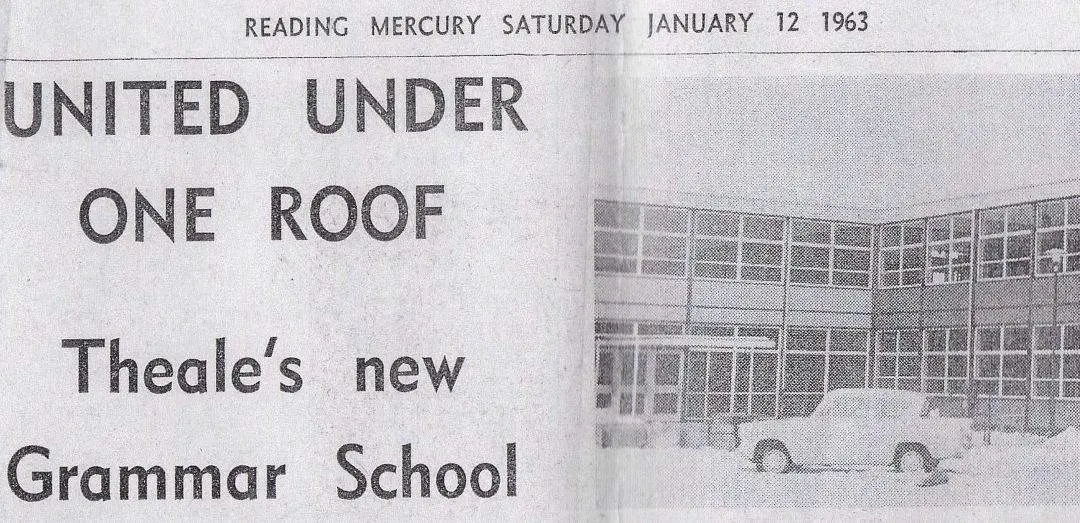 READING MERCURY SATURDAY JANUARY 12 1963
UNITED UNDER
ONE ROOF
Theale's new
Grammar School